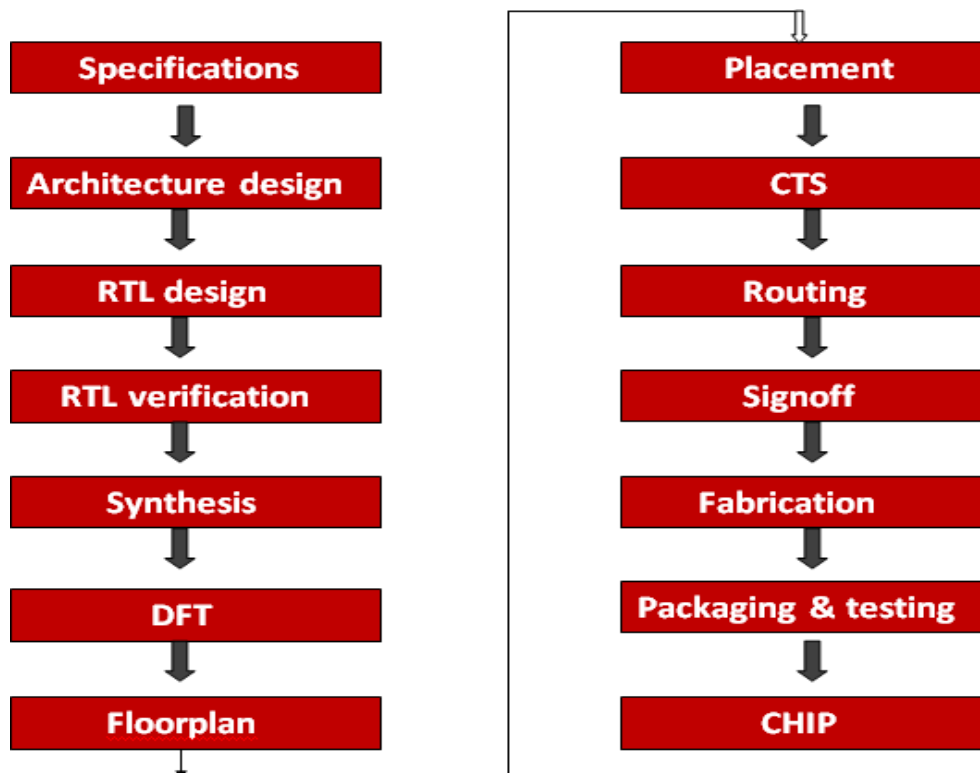 Specifications
Architecture design
RTL design
RTL verification
Synthesis
DFT
Floorplan
Placement
CTS
Routing
Signoff
Fabrication
Packaging & testing
CHIP